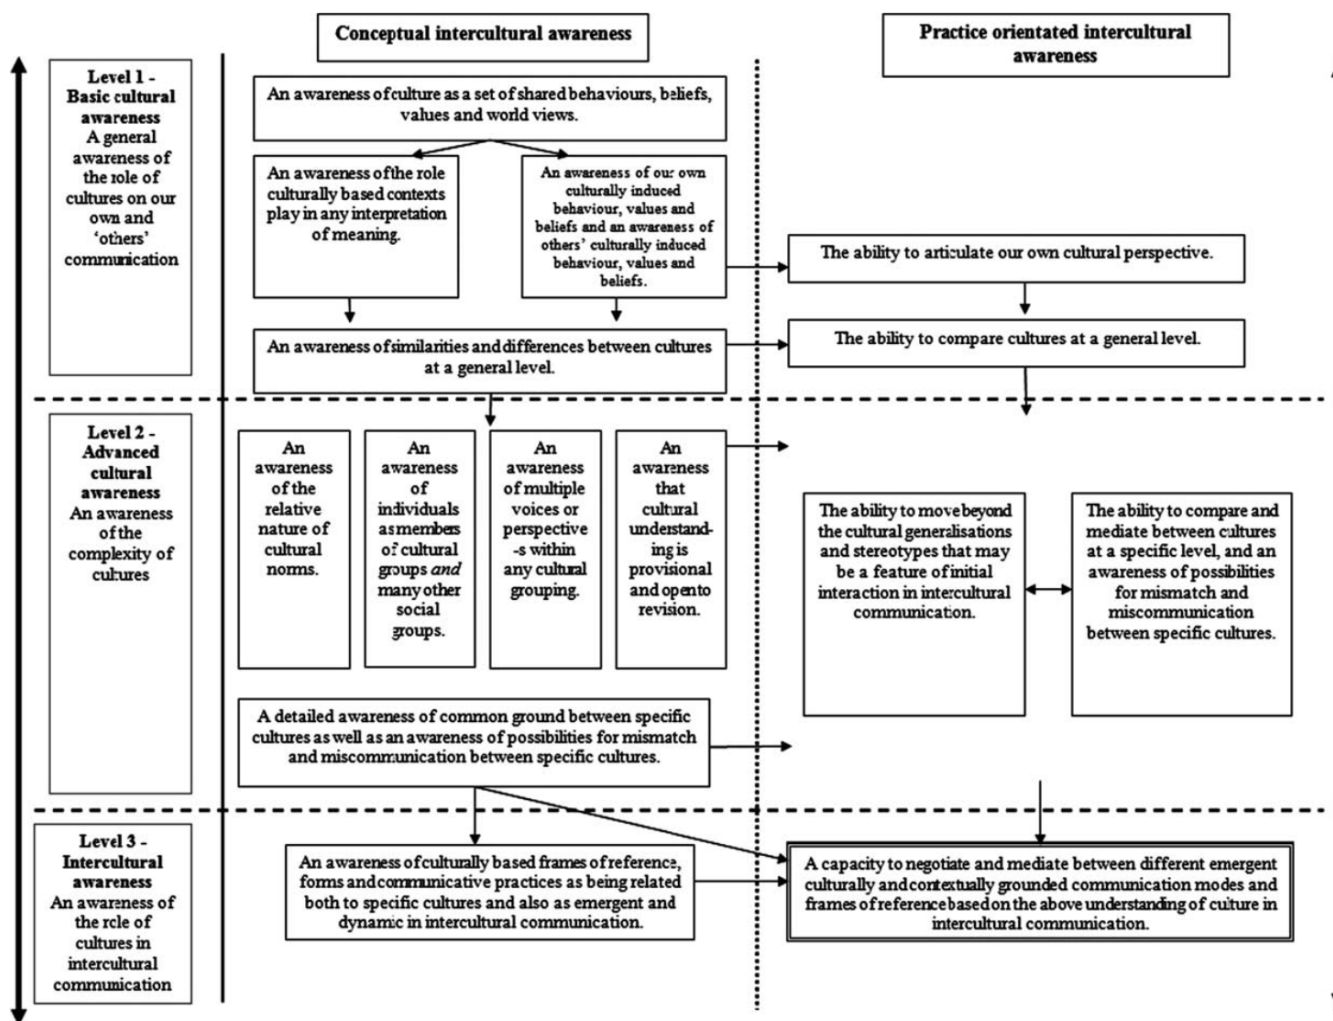 Conceptual intercultural awareness
Practice orientated intercultural
awareness
Level 1 -
Basic cultural
awareness
A general
awareness of
the role of
cultures on our
own and
‘others’
communication
An awareness of culture as a set of shared behaviours, beliefs,
values and world views.
An awareness of the role
culturally based contexts
play in any interpretation
of meaning.
An awareness of our own
culturally induced
behaviour, values and
beliefs and an awareness of
others’ culturally induced
behaviour, values and
beliefs.
The ability to articulate our own cultural perspective.
An awareness of similarities and differences between cultures
at a general level.
The ability to compare cultures at a general level.
Level 2 -
Advanced
cultural
awareness
An awareness
of the
complexity of
cultures
An
awareness
of the
relative
nature of
cultural
norms.
An
awareness
of
individuals
as members
of cultural
groups and
many other
social
groups.
An
awareness
of multiple
voices or
perspective
-s within
any cultural
grouping.
An
awareness
that
cultural
understand-
ing is
provisional
and open to
revision.
The ability to move beyond
the cultural generalisations
and stereotypes that may
be a feature of initial
interaction in intercultural
communication.
The ability to compare and
mediate between cultures
at a specific level, and an
awareness of possibilities
for mismatch and
miscommunication
between specific cultures.
A detailed awareness of common ground between specific
cultures as well as an awareness of possibilities for mismatch
and miscommunication between specific cultures.
Level 3 -
Intercultural
awareness
An awareness of
the role of
cultures in
intercultural
communication
An awareness of culturally based frames of reference,
forms and communicative practices as being related
both to specific cultures and also as emergent and
dynamic in intercultural communication.
A capacity to negotiate and mediate between different emergent
culturally and contextually grounded communication modes and
frames of reference based on the above understanding of culture in
intercultural communication.